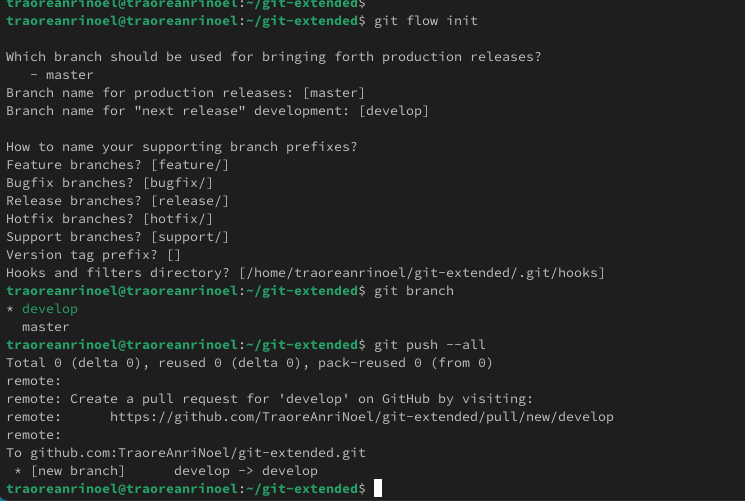 traoreanrinoel@traoreanrinoel:~/git-extended$
traoreanrinoel@traoreanrinoel:~/git-extended$ git flow init

Which branch should be used for bringing forth production releases?
   - master
Branch name for production releases: [master]
Branch name for "next release" development: [develop]

How to name your supporting branch prefixes?
Feature branches? [feature/]
Bugfix branches? [bugfix/]
Release branches? [release/]
Hotfix branches? [hotfix/]
Support branches? [support/]
Version tag prefix? []
Hooks and filters directory? [/home/traoreanrinoel/git-extended/.git/hooks]
traoreanrinoel@traoreanrinoel:~/git-extended$ git branch
* develop
  master
traoreanrinoel@traoreanrinoel:~/git-extended$ git push --all
Total 0 (delta 0), reused 0 (delta 0), pack-reused 0 (from 0)
remote:
remote: Create a pull request for 'develop' on GitHub by visiting:
remote:      https://github.com/TraoreAnriNoel/git-extended/pull/new/develop
remote:
To github.com:TraoreAnriNoel/git-extended.git
 * [new branch]      develop -> develop
traoreanrinoel@traoreanrinoel:~/git-extended$